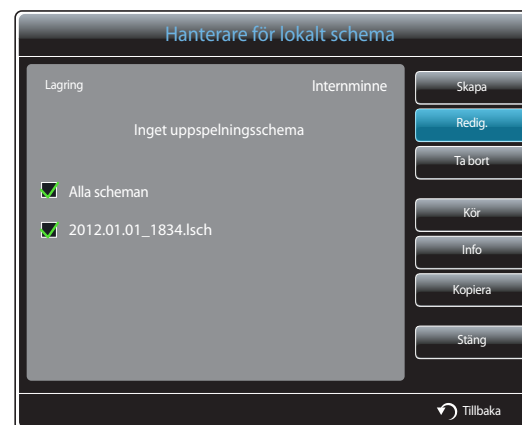 Hanterare för lokalt schema
Lagring Internminne
Inget uppspelningsschema
Alla scheman
2012.01.01_1834.lsch
Skapa
Redig.
Ta bort
Kör
Info
Kopiera
Stäng
Tillbaka